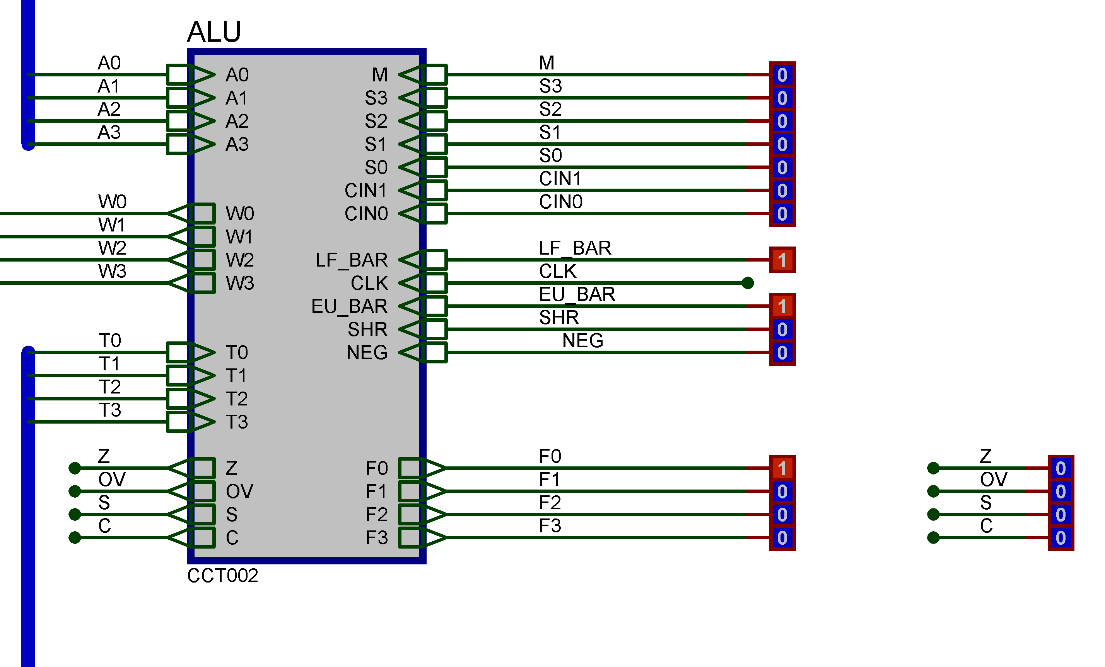 ALU
A0 A0 M M 0
A1 A1 S3 S3 0
A2 A2 S2 S2 0
A3 A3 S1 S1 0
S0 S0 0
CIN1 CIN1 0
W0 W0 CIN0 CIN0 0
W1 W1
W2 W2 LF_BAR LF_BAR 1
W3 W3 CLK CLK
EU_BAR EU_BAR 1
SHR SHR 0
T0 T0 NEG NEG 0
T1 T1
T2 T2
T3 T3
Z Z F0 F0 1 Z 0
OV OV F1 F1 0 OV 0
S S F2 F2 0 S 0
C C F3 F3 0 C 0
CCT002